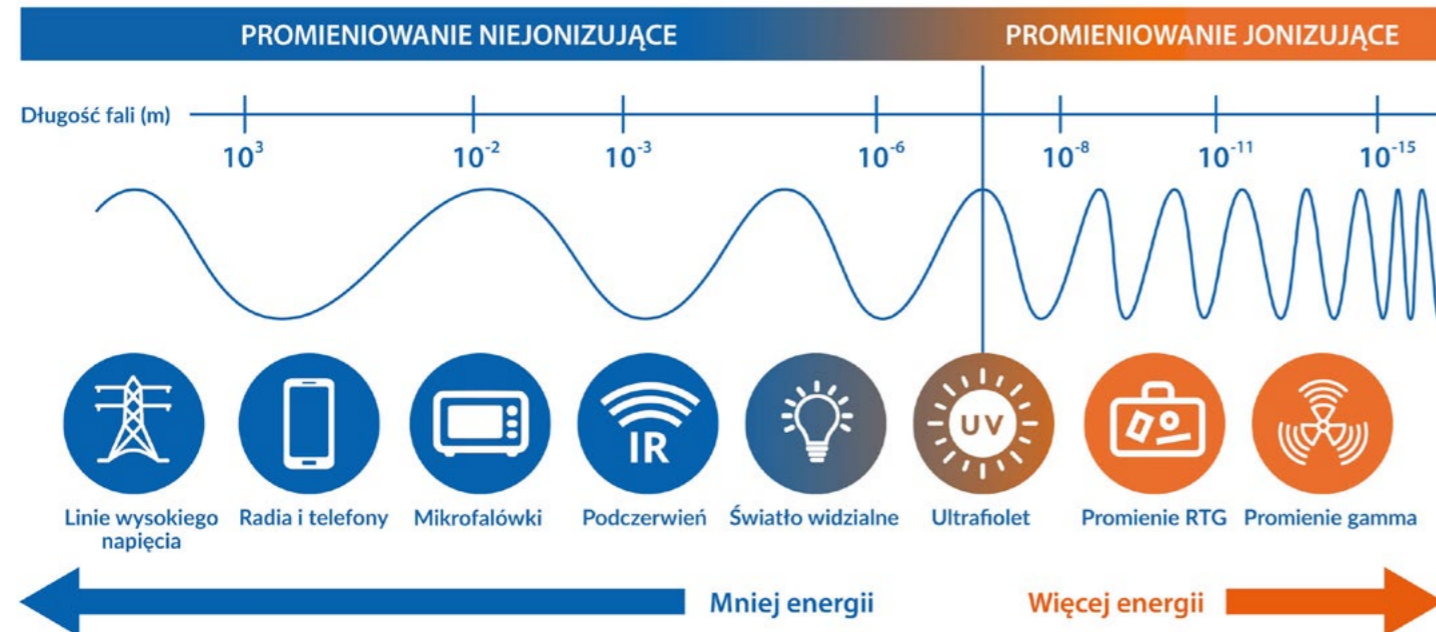 PROMIENIOWANIE NIEJONIZUJĄCE
PROMIENIOWANIE JONIZUJĄCE
Długość fali (m)
10³
10⁻²
10⁻³
10⁻⁶
10⁻⁸
10⁻¹¹
10⁻¹⁵
IR
UV
Linie wysokiego
napięcia
Radia i telefony
Mikrofalówki
Podczerwień
Światło widzialne
Ultrafiolet
Promienie RTG
Promienie gamma
Mniej energii
Więcej energii